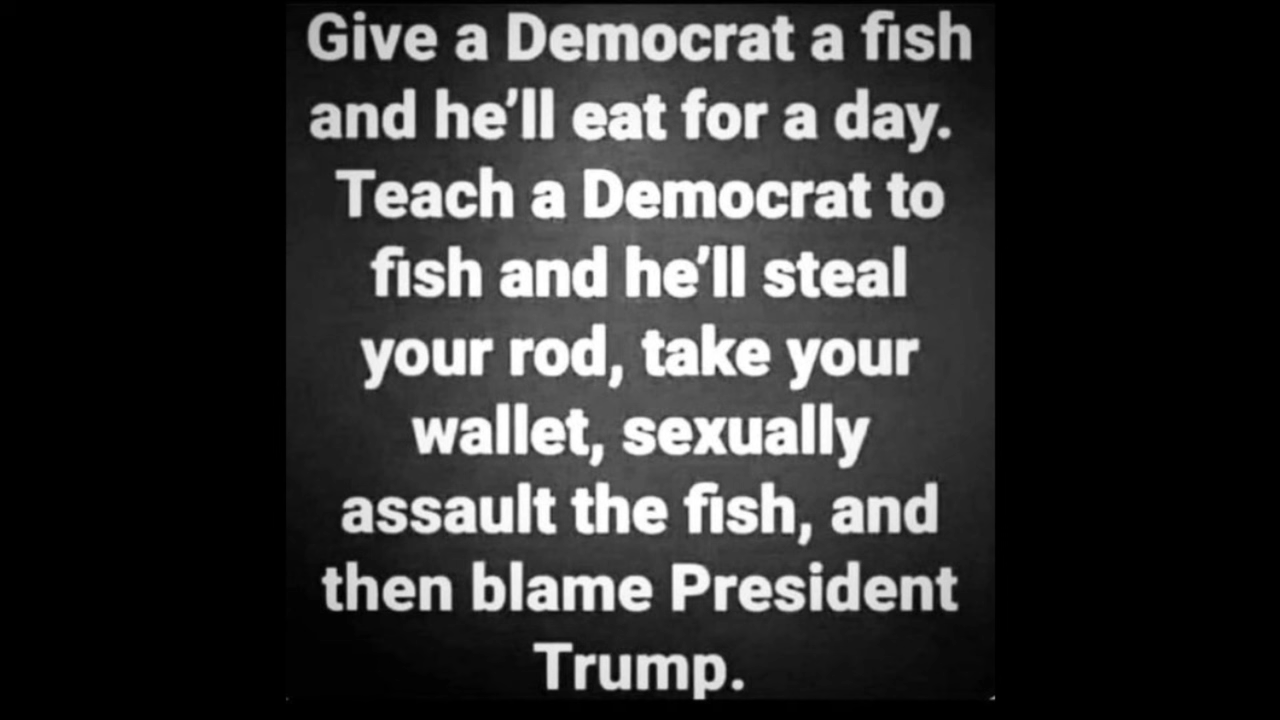 Give a Democrat a fish
and he’ll eat for a day.
Teach a Democrat to
fish and he’ll steal
your rod, take your
wallet, sexually
assault the fish, and
then blame President
Trump.